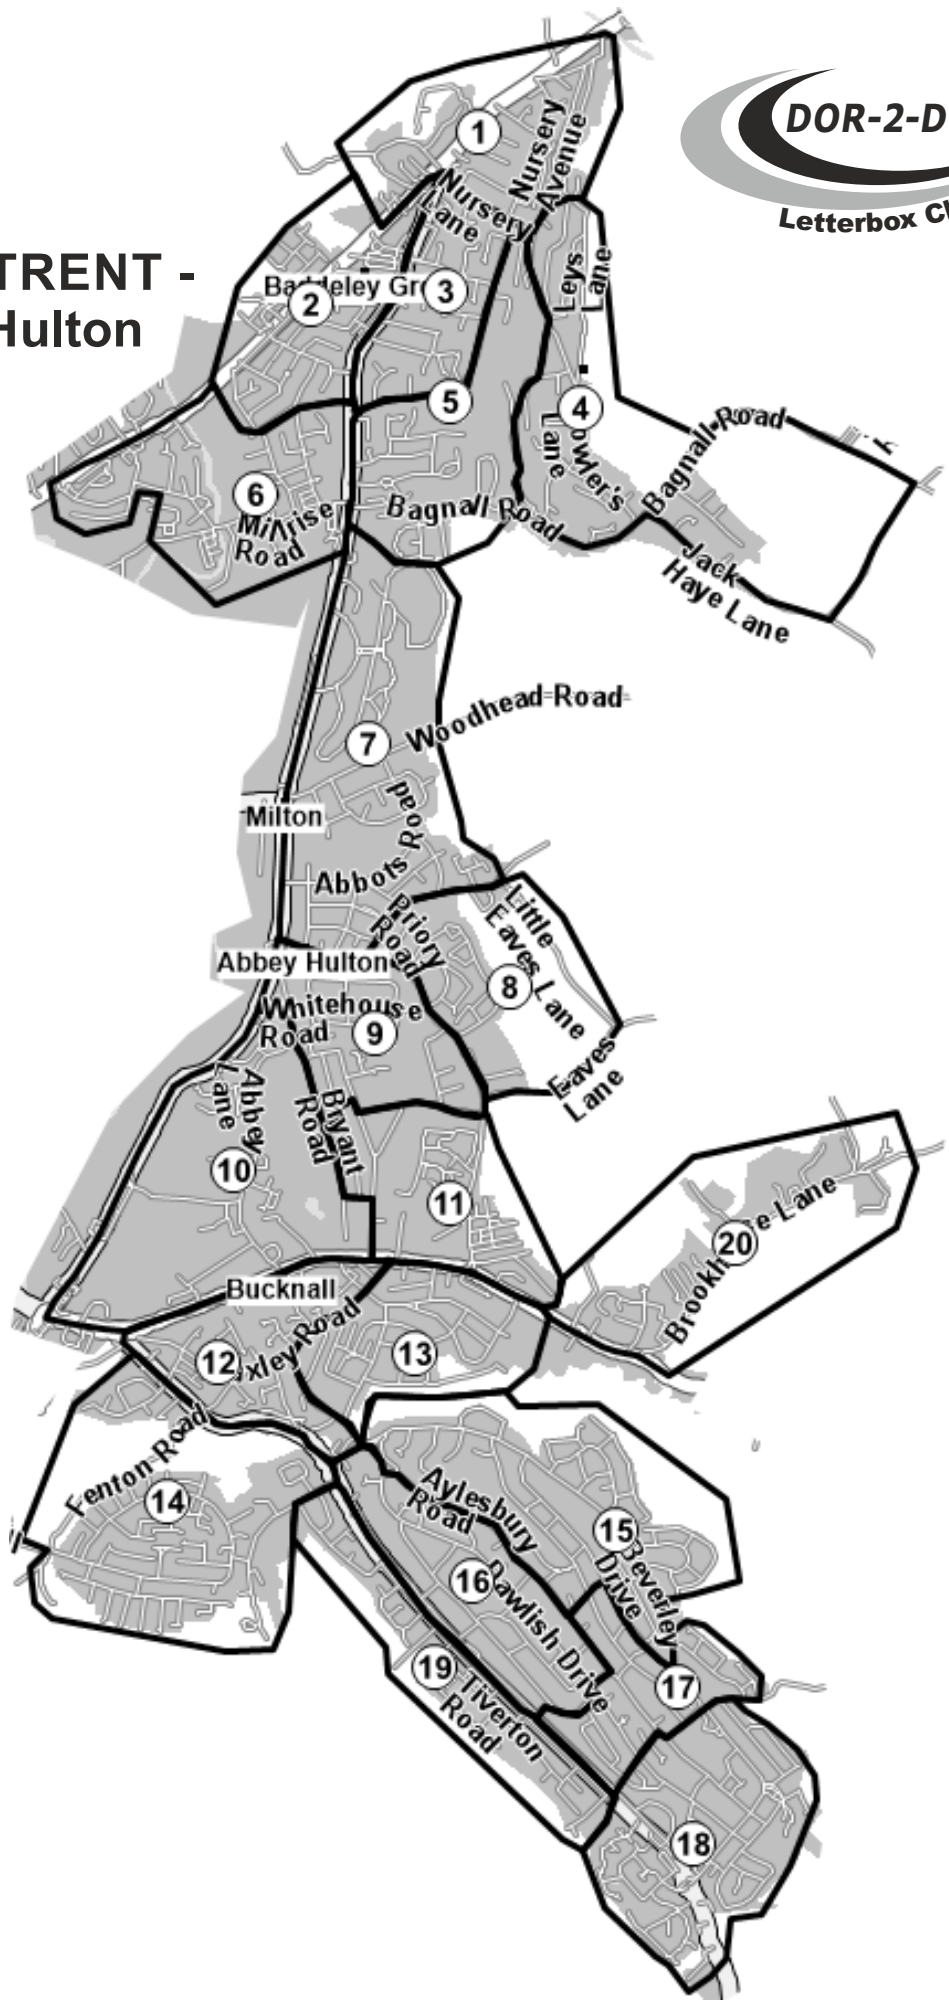 DOR-2-D
Letterbox Cl
TRENT -
Hulton
1
Nursery
Avenue
Nursery
Lane
Leys
Lane
2
3
5
4
Lane
Bagnall Road
6
Millrise
Road
Bagnall Road
Jack
Haye Lane
7
Woodhead Road
Milton
Abbots Road
Priory
Road
Little
Eaves Lane
Abbey Hulton
8
Whitehouse
Road
9
Eaves
Lane
Abbey
Lane
Bryant
Road
10
11
20
Bucknall
12
xley Road
13
Fenton Road
14
Aylesbury
Road
15
Beverley
Drive
16
Dawlish Drive
17
19
Tiverton
Road
18